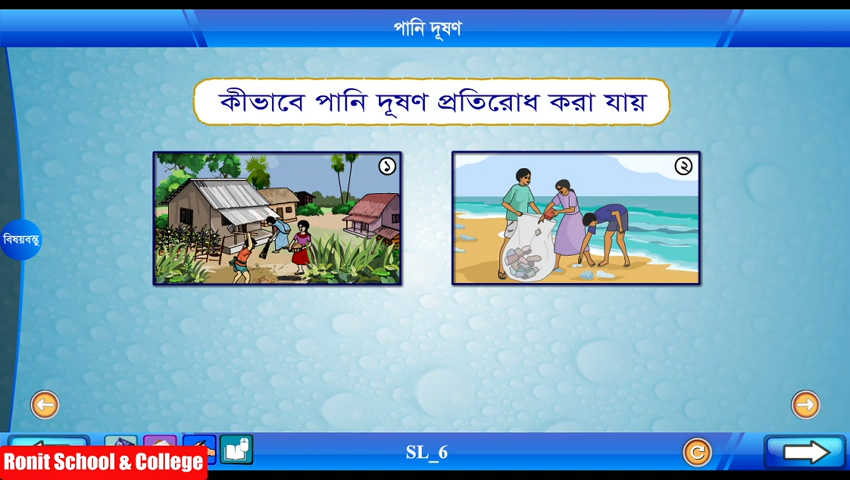 পানি দূষণ
কীভাবে পানি দূষণ প্রতিরোধ করা যায়
১
২
বিষয়বস্তু
SL_6
Ronit School & College